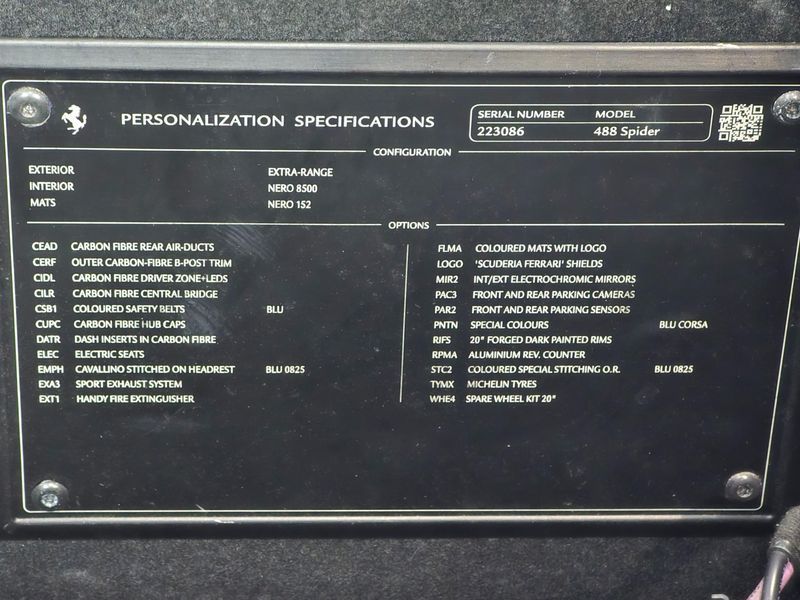 PERSONALIZATION SPECIFICATIONS
SERIAL NUMBER MODEL
223086 488 Spider
CONFIGURATION
EXTERIOR EXTRA-RANGE
INTERIOR NERO 8500
MATS NERO 152
OPTIONS
CEAD CARBON FIBRE REAR AIR-DUCTS
CERF OUTER CARBON-FIBRE B-POST TRIM
CIDL CARBON FIBRE DRIVER ZONE+LEDS
CILR CARBON FIBRE CENTRAL BRIDGE
CSB1 COLOURED SAFETY BELTS BLU
CUPC CARBON FIBRE HUB CAPS
DATR DASH INSERTS IN CARBON FIBRE
ELEC ELECTRIC SEATS
EMPH CAVALLINO STITCHED ON HEADREST BLU 0825
EXA3 SPORT EXHAUST SYSTEM
EXT1 HANDY FIRE EXTINGUISHER
FLMA COLOURED MATS WITH LOGO
LOGO 'SCUDERIA FERRARI' SHIELDS
MIR2 INT/EXT ELECTROCHROMIC MIRRORS
PAC3 FRONT AND REAR PARKING CAMERAS
PAR2 FRONT AND REAR PARKING SENSORS
PNTN SPECIAL COLOURS BLU CORSA
RIFS 20" FORGED DARK PAINTED RIMS
RPMA ALUMINIUM REV. COUNTER
STC2 COLOURED SPECIAL STITCHING O.R. BLU 0825
TYMX MICHELIN TYRES
WHE4 SPARE WHEEL KIT 20"